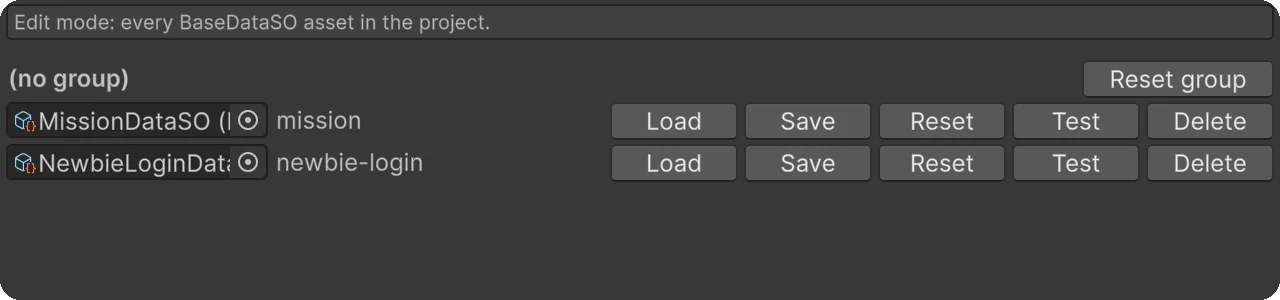 Edit mode: every BaseDataSO asset in the project.
(no group) Reset group
MissionDataSO ( mission Load Save Reset Test Delete
NewbieLoginData newbie-login Load Save Reset Test Delete